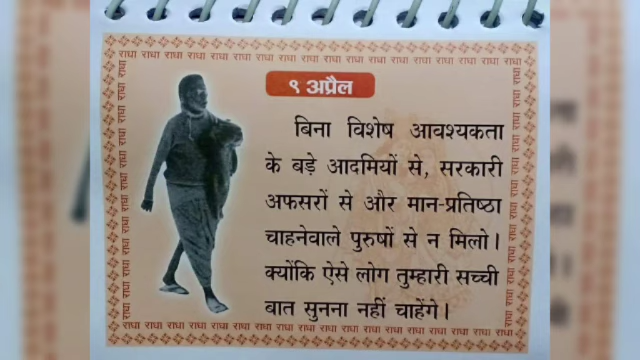 राधा राधा राधा राधा राधा राधा राधा राधा राधा राधा राधा राधा राधा राधा राधा राधा
९ अप्रैल
बिना विशेष आवश्यकता
के बड़े आदमियों से, सरकारी
अफसरों से और मान-प्रतिष्ठा
चाहनेवाले पुरुषों से न मिलो।
क्योंकि ऐसे लोग तुम्हारी सच्ची
बात सुनना नहीं चाहेंगे।
राधा राधा राधा राधा राधा राधा राधा राधा राधा राधा राधा राधा राधा राधा राधा राधा